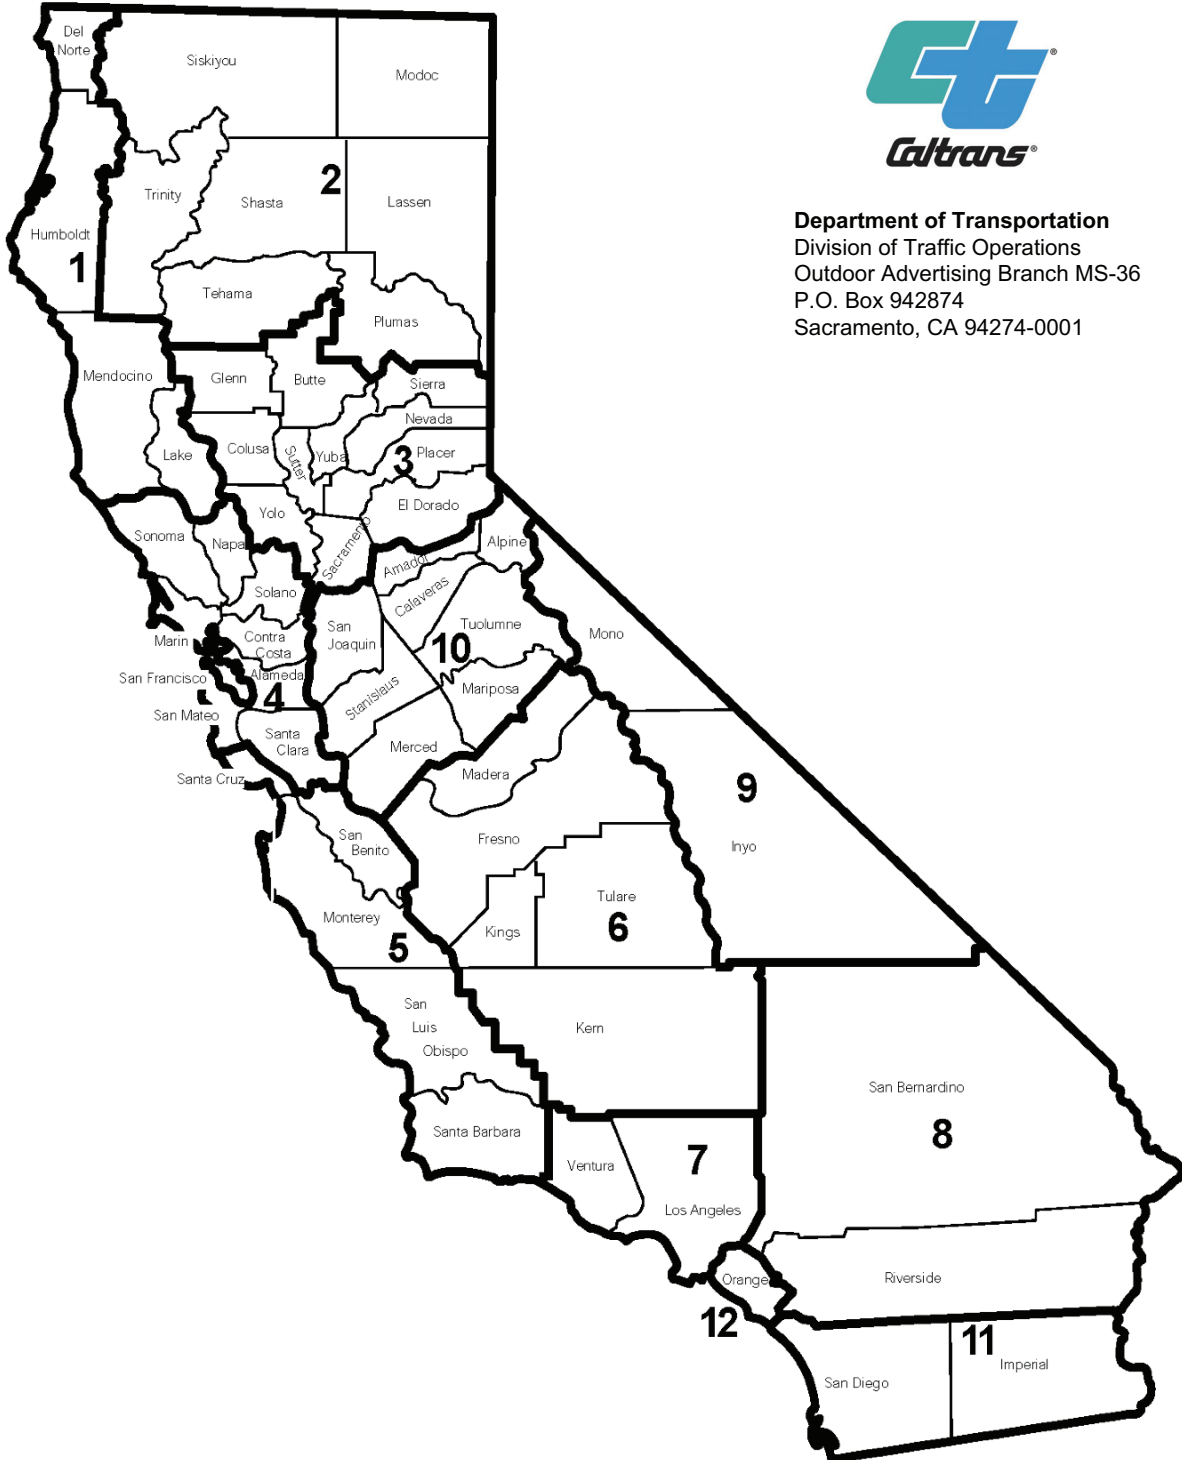 Del
Norte
Siskiyou
Modoc
Caltrans®
Trinity
Shasta
2
Lassen
Humboldt
1
Department of Transportation
Division of Traffic Operations
Outdoor Advertising Branch MS-36
P.O. Box 942874
Sacramento, CA 94274-0001
Tehama
Plumas
Mendocino
Glenn
Butte
Sierra
Nevada
Lake
Colusa
Sutter
Yuba
3
Placer
El Dorado
Yolo
Sonoma
Napa
Sacramento
Amador
Alpine
Solano
Calaveras
Marin
Contra
Costa
San
Joaquin
Tuolumne
Mono
10
San Francisco
Alameda
4
Stanislaus
Mariposa
San Mateo
Santa
Clara
Merced
Santa Cruz
Madera
9
San
Benito
Fresno
Inyo
Monterey
5
Kings
Tulare
6
San
Luis
Obispo
Kern
San Bernardino
8
Santa Barbara
Ventura
7
Los Angeles
Orange
12
Riverside
11
San Diego
Imperial